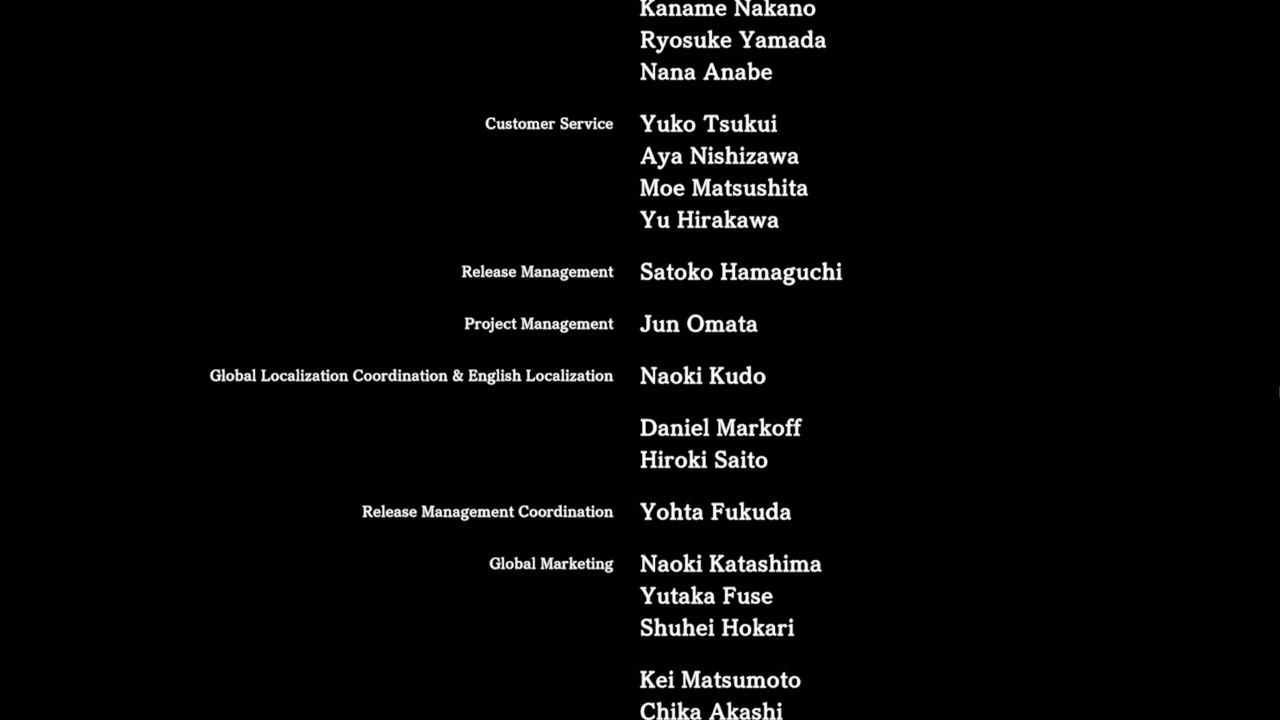 Kaname Nakano
Ryosuke Yamada
Nana Anabe
Customer Service Yuko Tsukui
Aya Nishizawa
Moe Matsushita
Yu Hirakawa
Release Management Satoko Hamaguchi
Project Management Jun Omata
Global Localization Coordination & English Localization Naoki Kudo
Daniel Markoff
Hiroki Saito
Release Management Coordination Yohta Fukuda
Global Marketing Naoki Katashima
Yutaka Fuse
Shuhei Hokari
Kei Matsumoto
Chika Akashi